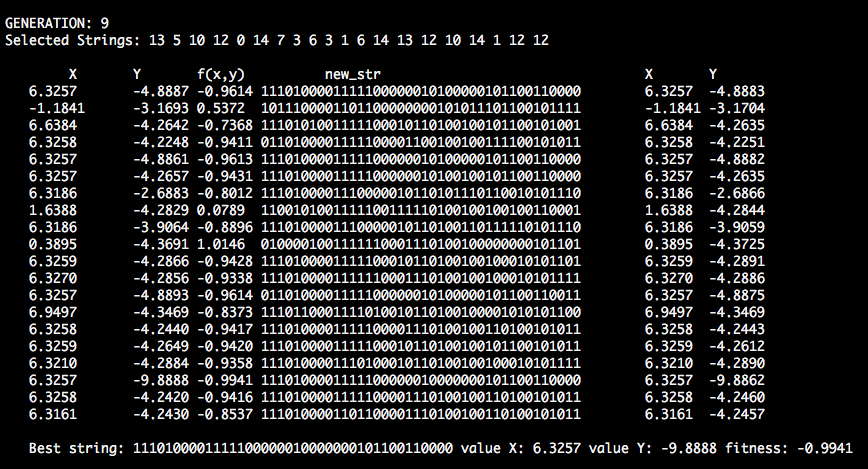 GENERATION: 9
Selected Strings: 13 5 10 12 0 14 7 3 6 3 1 6 14 13 12 10 14 1 12 12
X Y f(x,y) new_str X Y
6.3257 -4.8887 -0.9614 1110100001111100000010100000101100110000 6.3257 -4.8883
-1.1841 -3.1693 0.5372 1011100001101100000000101011101100101111 -1.1841 -3.1704
6.6384 -4.2642 -0.7368 1110101001111100010110100100101100101001 6.6384 -4.2635
6.3258 -4.2248 -0.9411 0110100001111100001100100100111100101011 6.3258 -4.2251
6.3257 -4.8861 -0.9613 1110100001111100000010100000101100110000 6.3257 -4.8882
6.3257 -4.2657 -0.9431 1110100001111100000010100100101100110000 6.3257 -4.2635
6.3186 -2.6883 -0.8012 1110100001110000010110101110110010101110 6.3186 -2.6866
1.6388 -4.2829 0.0789 1100101001111100111110100100100100110001 1.6388 -4.2844
6.3186 -3.9064 -0.8896 1110100001110000010110100110111110101110 6.3186 -3.9059
0.3895 -4.3691 1.0146 0100001001111110001110100100000000101101 0.3895 -4.3725
6.3259 -4.2866 -0.9428 1110100001111100010110100100100010101101 6.3259 -4.2891
6.3270 -4.2856 -0.9338 1110100001111110001110100100100010101111 6.3270 -4.2886
6.3257 -4.8893 -0.9614 0110100001111100000010100000101100110011 6.3257 -4.8875
6.9497 -4.3469 -0.8373 1110110001111010010110100100001010101100 6.9497 -4.3469
6.3258 -4.2440 -0.9417 1110100001111100001110100100110100101011 6.3258 -4.2443
6.3259 -4.2649 -0.9420 1110100001111100010110100100101100101011 6.3259 -4.2612
6.3210 -4.2884 -0.9358 1110100001110100010110100100100010101111 6.3210 -4.2890
6.3257 -9.8888 -0.9941 1110100001111100000010000000101100110000 6.3257 -9.8862
6.3258 -4.2420 -0.9416 1110100001111100001110100100110100101011 6.3258 -4.2460
6.3161 -4.2430 -0.8537 1110100001101100001110100100110100101011 6.3161 -4.2457
Best string: 1110100001111100000010000000101100110000 value X: 6.3257 value Y: -9.8888 fitness: -0.9941